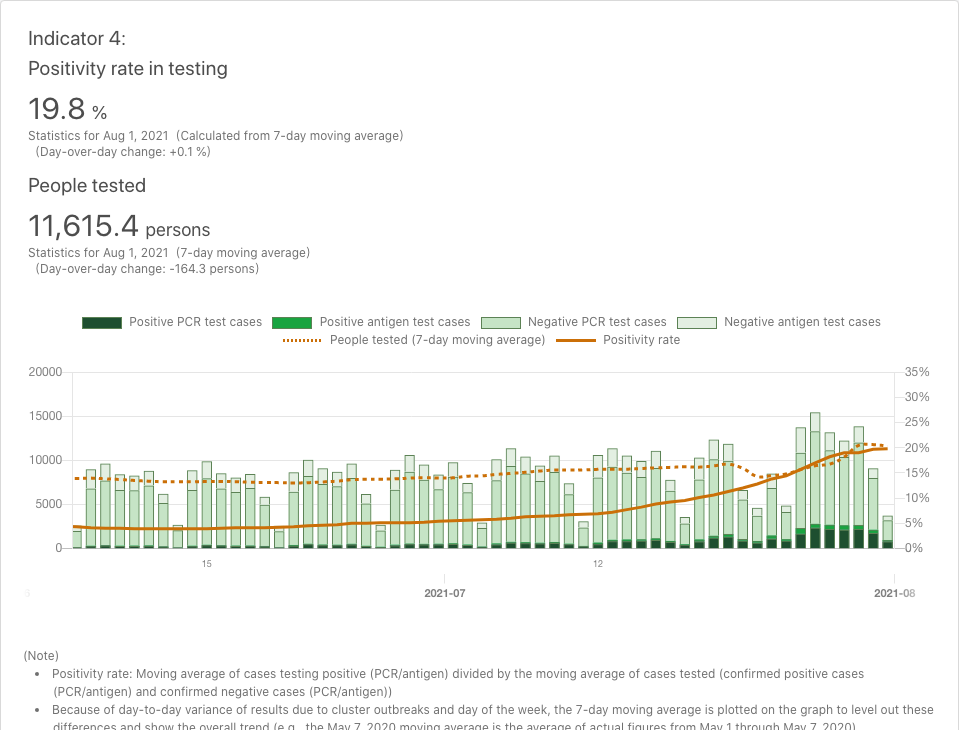 Indicator 4:
Positivity rate in testing
19.8 %
Statistics for Aug 1, 2021 (Calculated from 7-day moving average)
(Day-over-day change: +0.1 %)
People tested
11,615.4 persons
Statistics for Aug 1, 2021 (7-day moving average)
(Day-over-day change: -164.3 persons)
Positive PCR test cases Positive antigen test cases Negative PCR test cases Negative antigen test cases
People tested (7-day moving average) Positivity rate
20000 35%
30%
15000
25%
10000 20%
15%
5000 10%
5%
0 0%
15 12
2021-07 2021-08
(Note)
• Positivity rate: Moving average of cases testing positive (PCR/antigen) divided by the moving average of cases tested (confirmed positive cases
(PCR/antigen) and confirmed negative cases (PCR/antigen))
• Because of day-to-day variance of results due to cluster outbreaks and day of the week, the 7-day moving average is plotted on the graph to level out these
differences and show the overall trend (e.g., the May 7, 2020 moving average is the average of actual figures from May 1 through May 7, 2020)